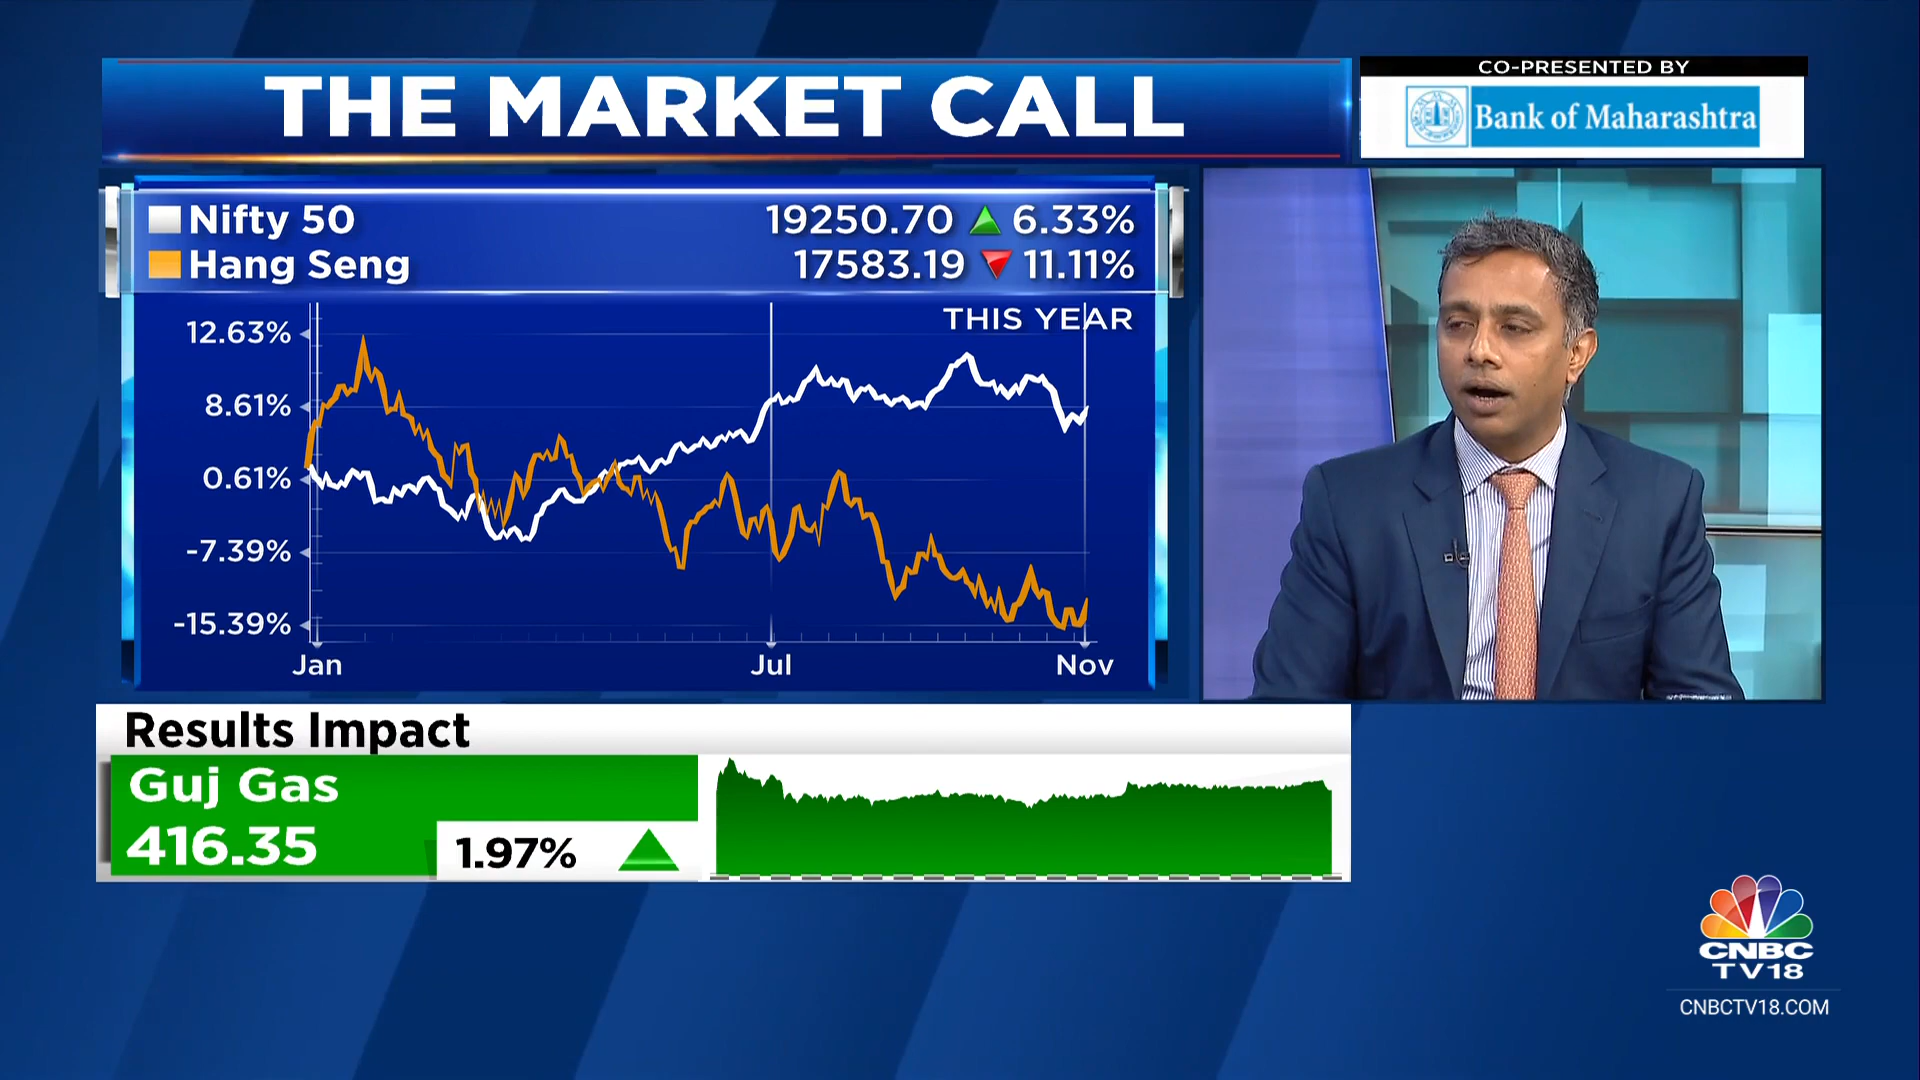 THE MARKET CALL
CO-PRESENTED BY
Bank of Maharashtra
Nifty 50 19250.70 6.33%
Hang Seng 17583.19 11.11%
THIS YEAR
12.63%
8.61%
0.61%
-7.39%
-15.39%
Jan Jul Nov
Results Impact
Guj Gas
416.35 1.97%
CNBC
TV18
CNBCTV18.COM